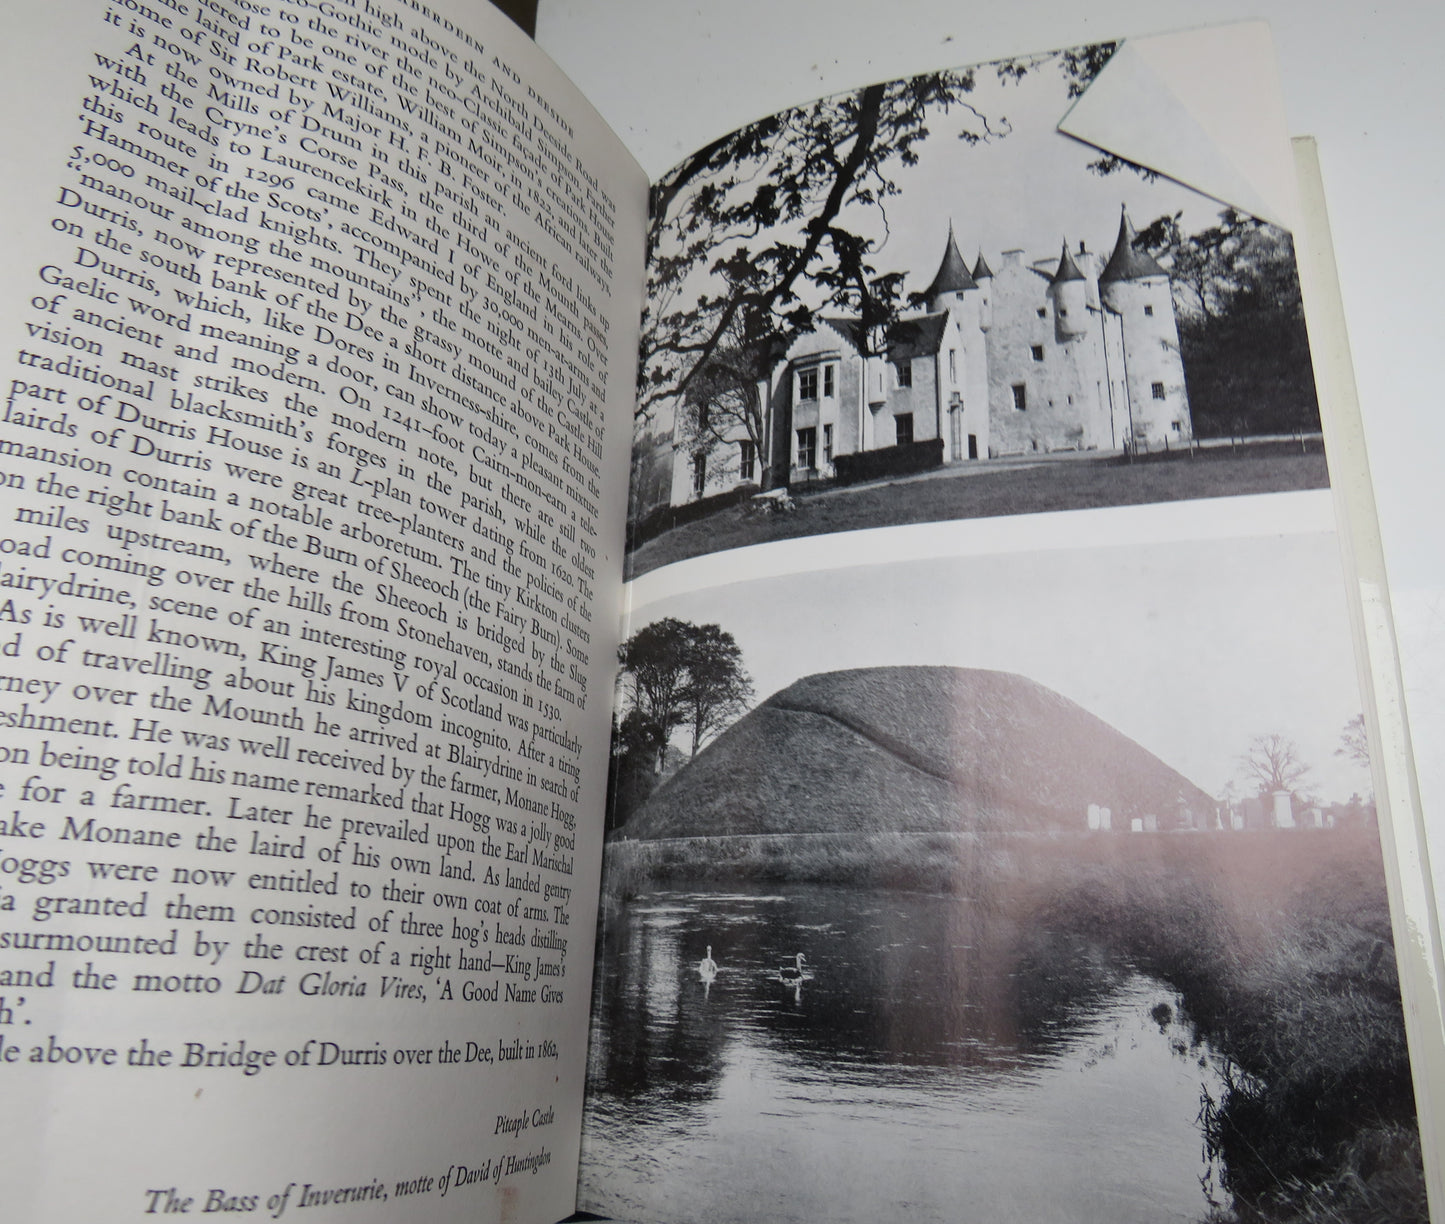 ABERDEEN AND DEESIDE
high above the North Deeside Road was
-Gothic mode by Archibald Simpson. Farther
ose to the river the neo-Classic façade of Park House
ered to be one of the best of Simpson's creations. Built
the laird of Park estate, William Moir, in 1822, and later the
home of Sir Robert Williams, a pioneer of the African railways,
it is now owned by Major H. F. B. Foster.
At the Mills of Drum in this parish an ancient ford links up
with the Cryne's Corse Pass, the third of the Mounth passes,
which leads to Laurencekirk in the Howe of the Mearns. Over
this route in 1296 came Edward I of England in his role of
'Hammer of the Scots', accompanied by 30,000 men-at-arms and
5,000 mail-clad knights. They spent the night of 13th July at a
"manour among the mountains", the motte and bailey Castle of
Durris, now represented by the grassy mound of the Castle Hill
on the south bank of the Dee a short distance above Park House.
Durris, which, like Dores in Inverness-shire, comes from the
Gaelic word meaning a door, can show today a pleasant mixture
of ancient and modern. On 1241-foot Cairn-mon-earn a tele-
vision mast strikes the modern note, but there are still two
traditional blacksmith's forges in the parish, while the oldest
part of Durris House is an L-plan tower dating from 1620. The
lairds of Durris were great tree-planters and the policies of the
mansion contain a notable arboretum. The tiny Kirkton clusters
on the right bank of the Burn of Sheeoch (the Fairy Burn). Some
miles upstream, where the Sheeoch is bridged by the Slug
oad coming over the hills from Stonehaven, stands the farm of
lairydrine, scene of an interesting royal occasion in 1530.
As is well known, King James V of Scotland was particularly
d of travelling about his kingdom incognito. After a tiring
rney over the Mounth he arrived at Blairydrine in search of
eshment. He was well received by the farmer, Monane Hogg,
on being told his name remarked that Hogg was a jolly good
e for a farmer. Later he prevailed upon the Earl Marischal
ake Monane the laird of his own land. As landed gentry
Hoggs were now entitled to their own coat of arms. The
ia granted them consisted of three hog's heads distilling
surmounted by the crest of a right hand—King James's
and the motto Dat Gloria Vires, 'A Good Name Gives
h'.
le above the Bridge of Durris over the Dee, built in 1862,
Pitcaple Castle
The Bass of Inverurie, motte of David of Huntingdon